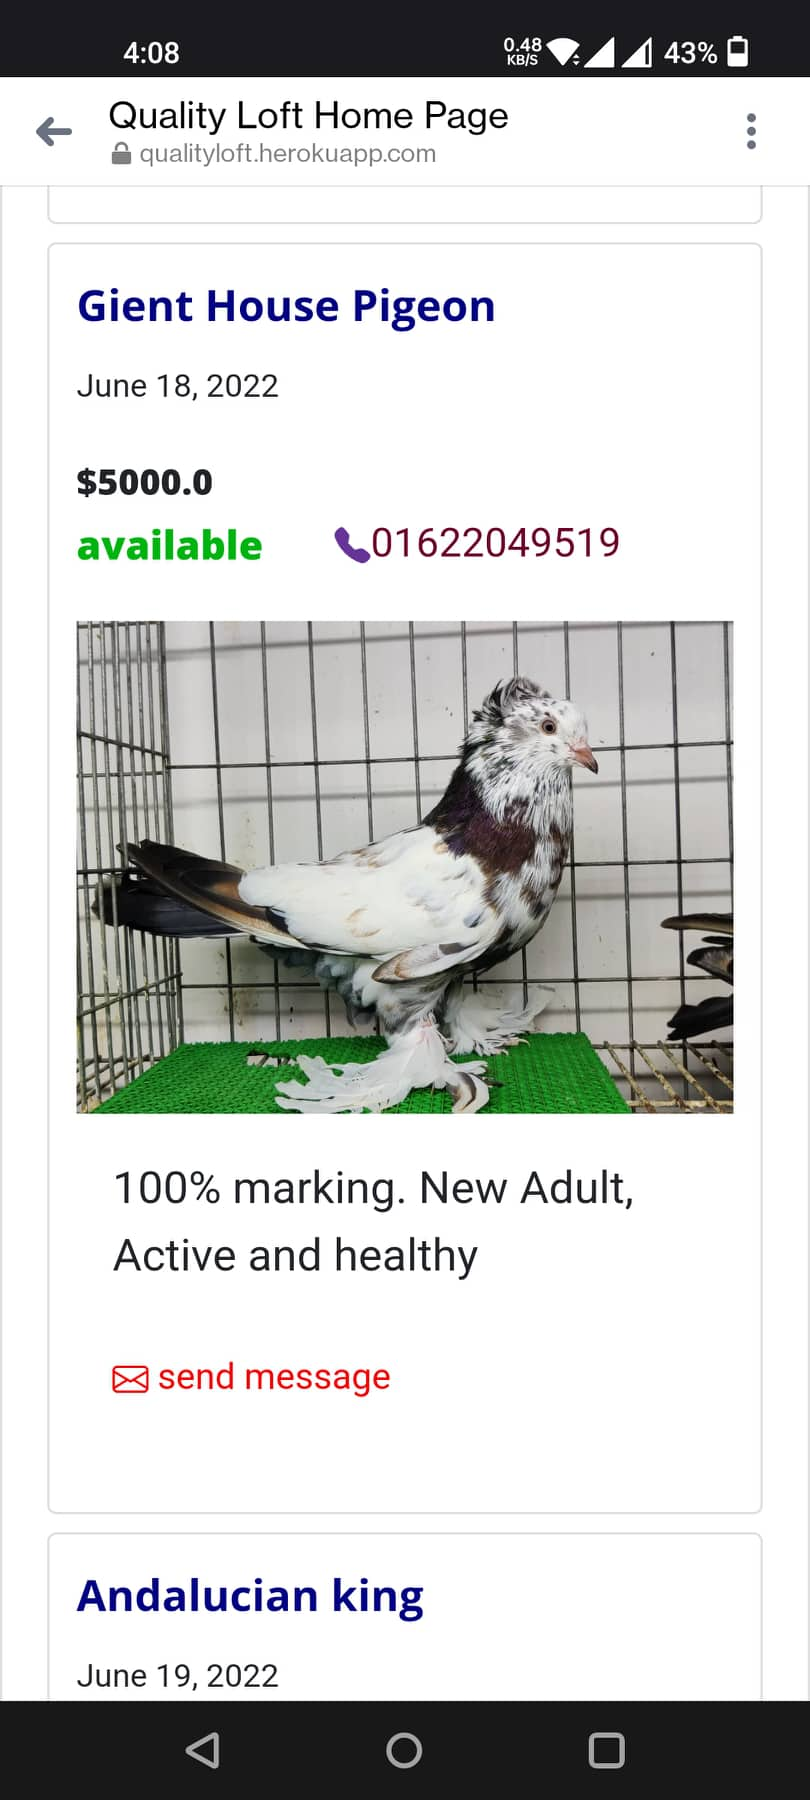 4:08
0.48
KB/S
43%
Quality Loft Home Page
qualityloft.herokuapp.com
Gient House Pigeon
June 18, 2022
$5000.0
available 01622049519
100% marking. New Adult,
Active and healthy
send message
Andalucian king
June 19, 2022